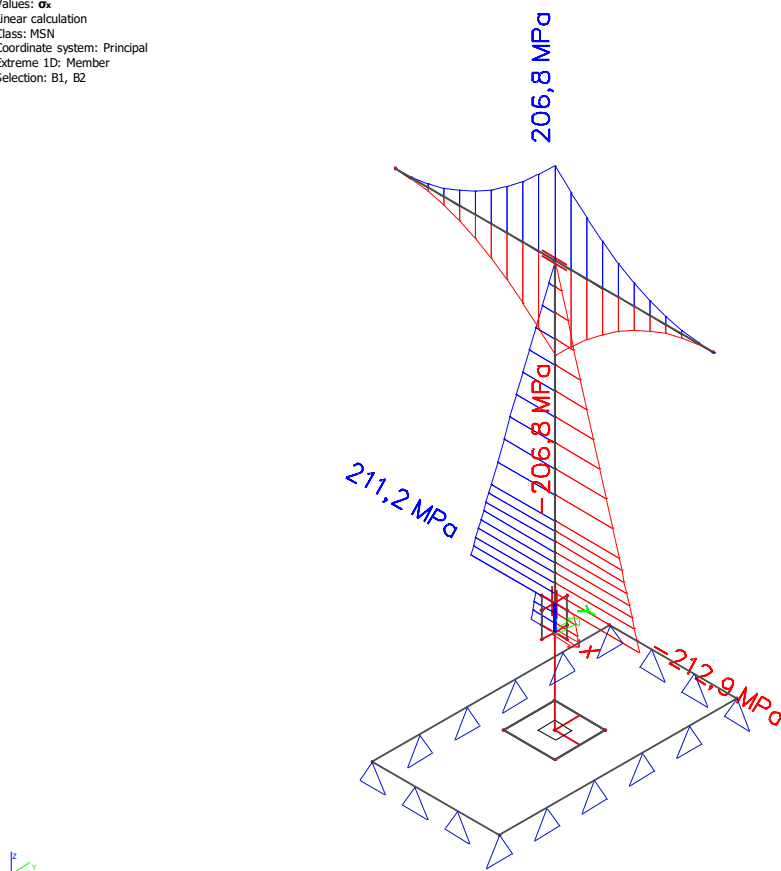 Values: σx
Linear calculation
Class: MSN
Coordinate system: Principal
Extreme 1D: Member
Selection: B1, B2
206,8 MPa
-206,8 MPa
211,2 MPa
Y
X
-212,9 MPa
Z
Y